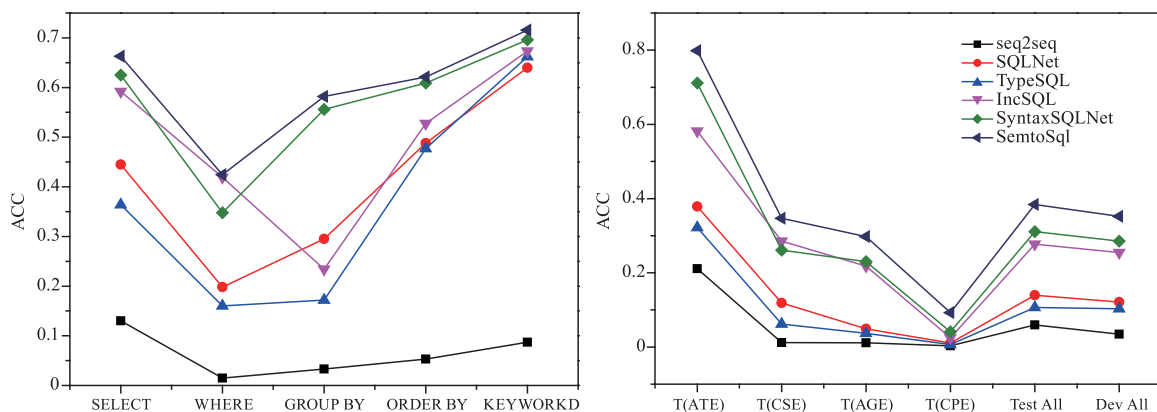 ACC
0.7
0.6
0.5
0.4
0.3
0.2
0.1
0
SELECT WHERE GROUP BY ORDER BY KEYWORKD
ACC
0.8
0.6
0.4
0.2
0
T(ATE) T(CSE) T(AGE) T(CPE) Test All Dev All
seq2seq
SQLNet
TypeSQL
IncSQL
SyntaxSQLNet
SemtoSql